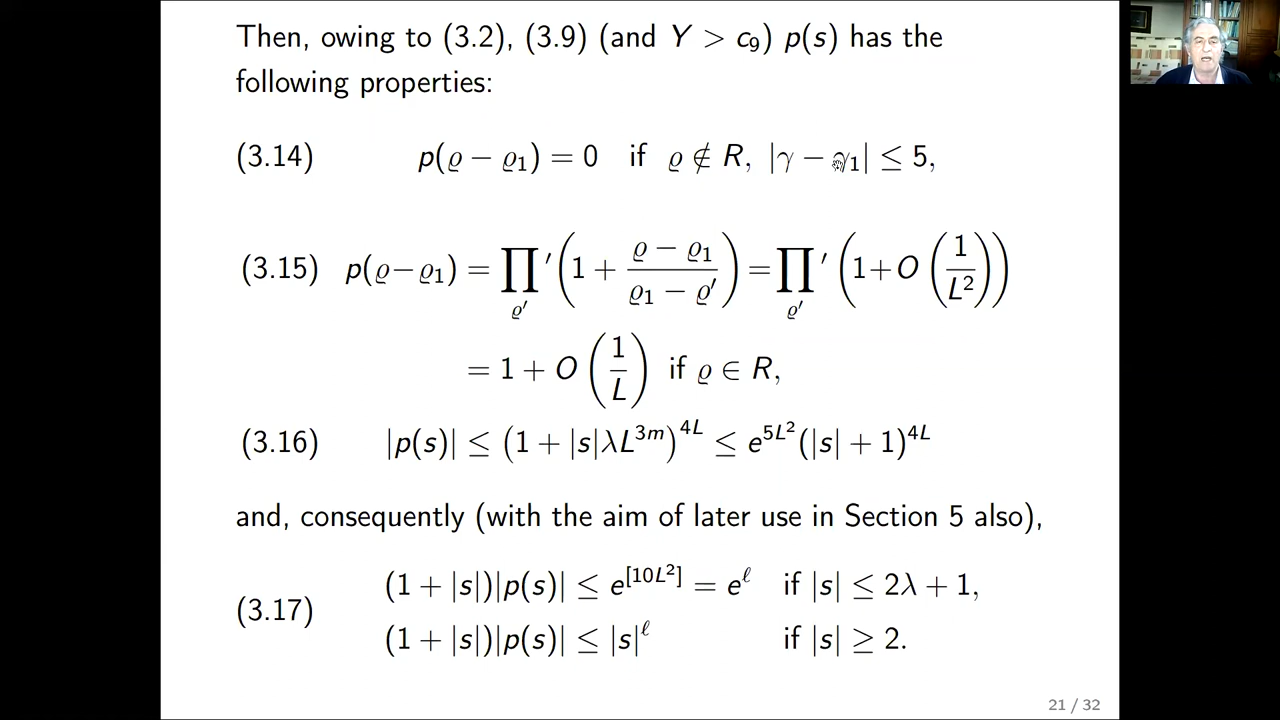 Then, owing to (3.2), (3.9) (and Y > c₉) p(s) has the
following properties:
(3.14) p(ϱ − ϱ₁) = 0 if ϱ ∉ R, |γ − γ₁| ≤ 5,
(3.15) p(ϱ−ϱ₁) = ∏′_{ϱ′} (1 + (ϱ − ϱ₁)/(ϱ₁ − ϱ′)) = ∏′_{ϱ′} (1+O(1/L²))
= 1 + O(1/L) if ϱ ∈ R,
(3.16) |p(s)| ≤ (1 + |s|λL^{3m})^{4L} ≤ e^{5L²}(|s| + 1)^{4L}
and, consequently (with the aim of later use in Section 5 also),
(3.17) (1 + |s|)|p(s)| ≤ e^{[10L²]} = e^ℓ if |s| ≤ 2λ + 1,
(1 + |s|)|p(s)| ≤ |s|^ℓ if |s| ≥ 2.
21 / 32